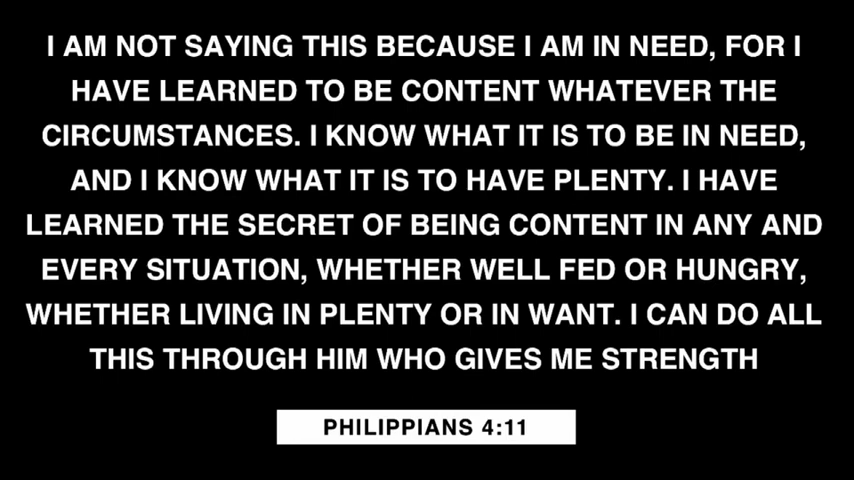 I AM NOT SAYING THIS BECAUSE I AM IN NEED, FOR I
HAVE LEARNED TO BE CONTENT WHATEVER THE
CIRCUMSTANCES. I KNOW WHAT IT IS TO BE IN NEED,
AND I KNOW WHAT IT IS TO HAVE PLENTY. I HAVE
LEARNED THE SECRET OF BEING CONTENT IN ANY AND
EVERY SITUATION, WHETHER WELL FED OR HUNGRY,
WHETHER LIVING IN PLENTY OR IN WANT. I CAN DO ALL
THIS THROUGH HIM WHO GIVES ME STRENGTH
PHILIPPIANS 4:11